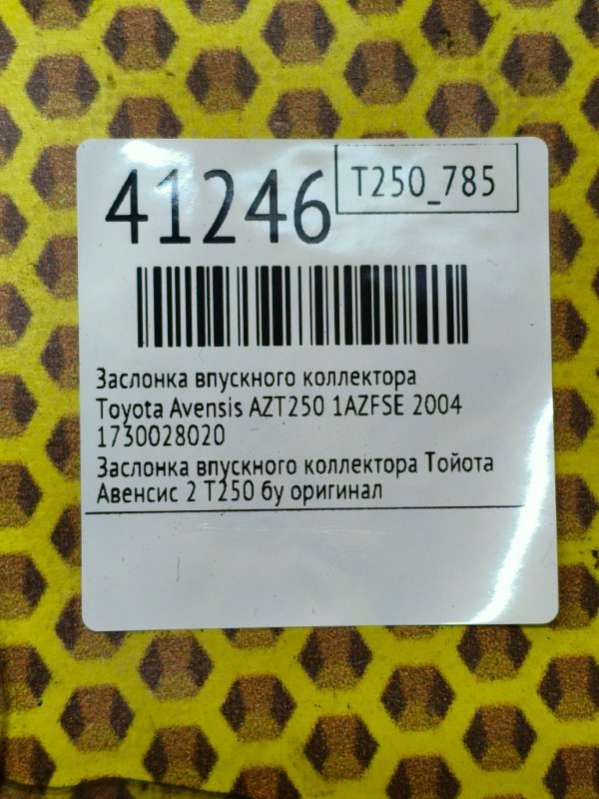 41246
T250_785
Заслонка впускного коллектора
Toyota Avensis AZT250 1AZFSE 2004
1730028020
Заслонка впускного коллектора Тойота
Авенсис 2 Т250 бу оригинал